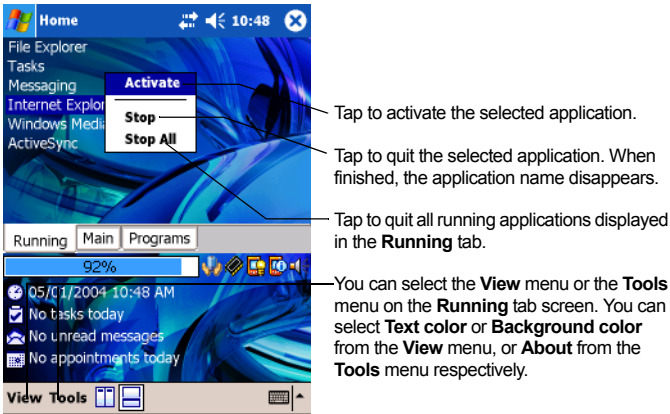 Home 10:48
File Explorer
Tasks
Messaging
Internet Explor
Windows Media
ActiveSync
Activate
Stop
Stop All
Tap to activate the selected application.
Tap to quit the selected application. When
finished, the application name disappears.
Tap to quit all running applications displayed
in the Running tab.
Running Main Programs
92%
05/01/2004 10:48 AM
No tasks today
No unread messages
No appointments today
View Tools
You can select the View menu or the Tools
menu on the Running tab screen. You can
select Text color or Background color
from the View menu, or About from the
Tools menu respectively.